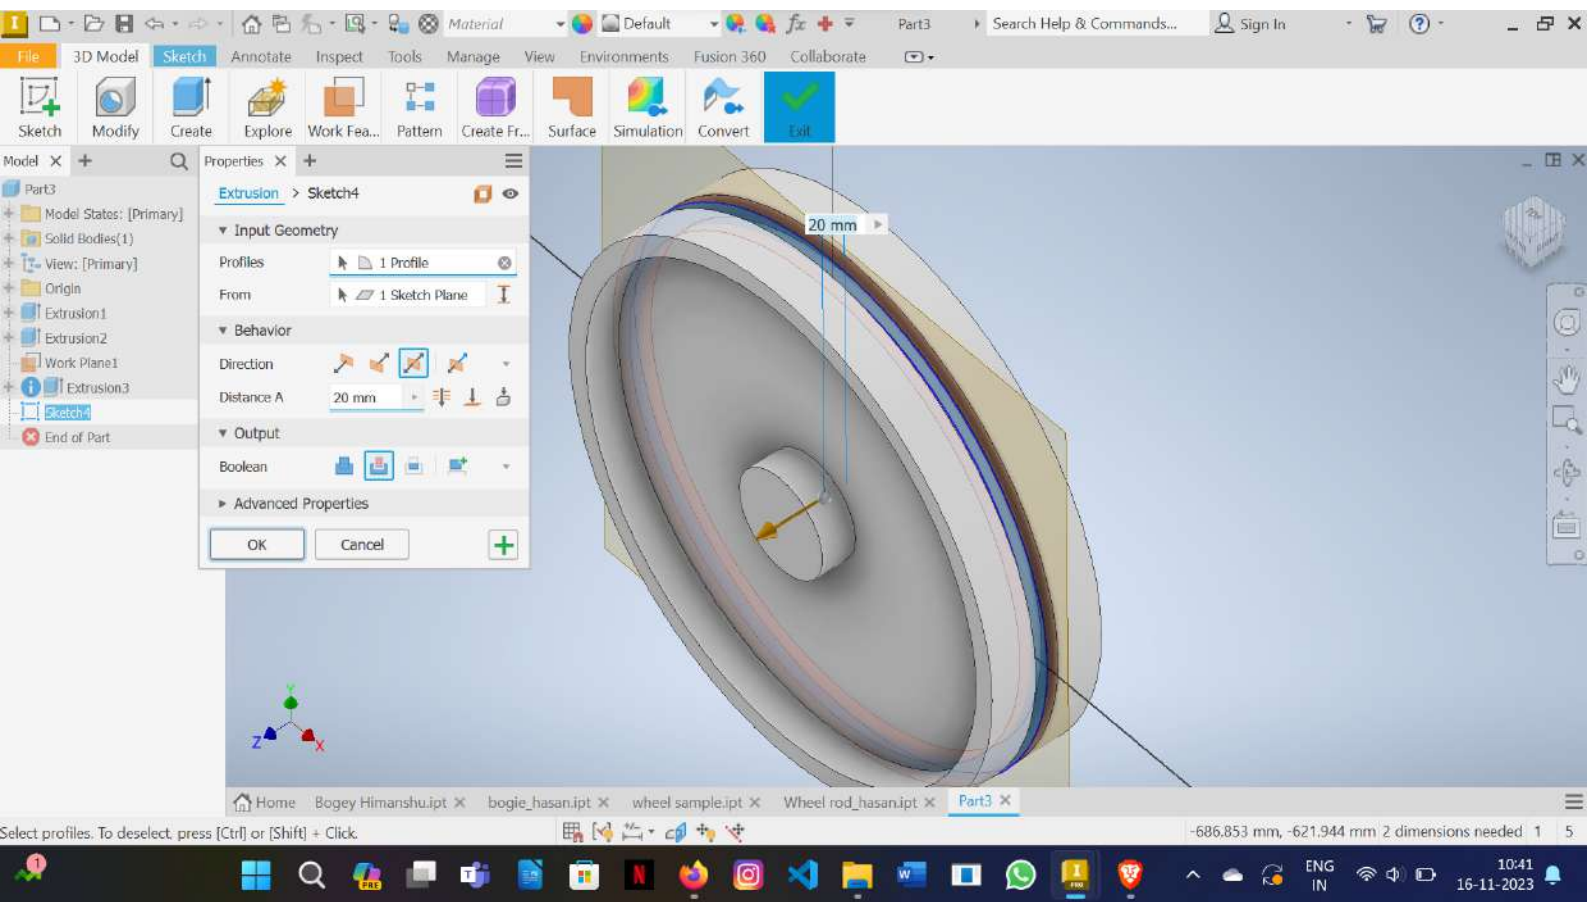 I PRO Material Default fx Part3 Search Help & Commands... Sign In
File 3D Model Sketch Annotate Inspect Tools Manage View Environments Fusion 360 Collaborate
Sketch Modify Create Explore Work Fea... Pattern Create Fr... Surface Simulation Convert Exit
Model Properties
Part3
Model States: [Primary]
Solid Bodies(1)
View: [Primary]
Origin
Extrusion1
Extrusion2
Work Plane1
Extrusion3
Sketch4
End of Part
Extrusion > Sketch4
Input Geometry
Profiles 1 Profile
From 1 Sketch Plane
Behavior
Direction
Distance A 20 mm
Output
Boolean
Advanced Properties
OK Cancel
20 mm
Y
Z X
Home Bogey Himanshu.ipt bogie_hasan.ipt wheel sample.ipt Wheel rod_hasan.ipt Part3
Select profiles. To deselect, press [Ctrl] or [Shift] + Click. -686.853 mm, -621.944 mm 2 dimensions needed 1 5
1 PRE N W I PRO ENG IN 10:41 16-11-2023